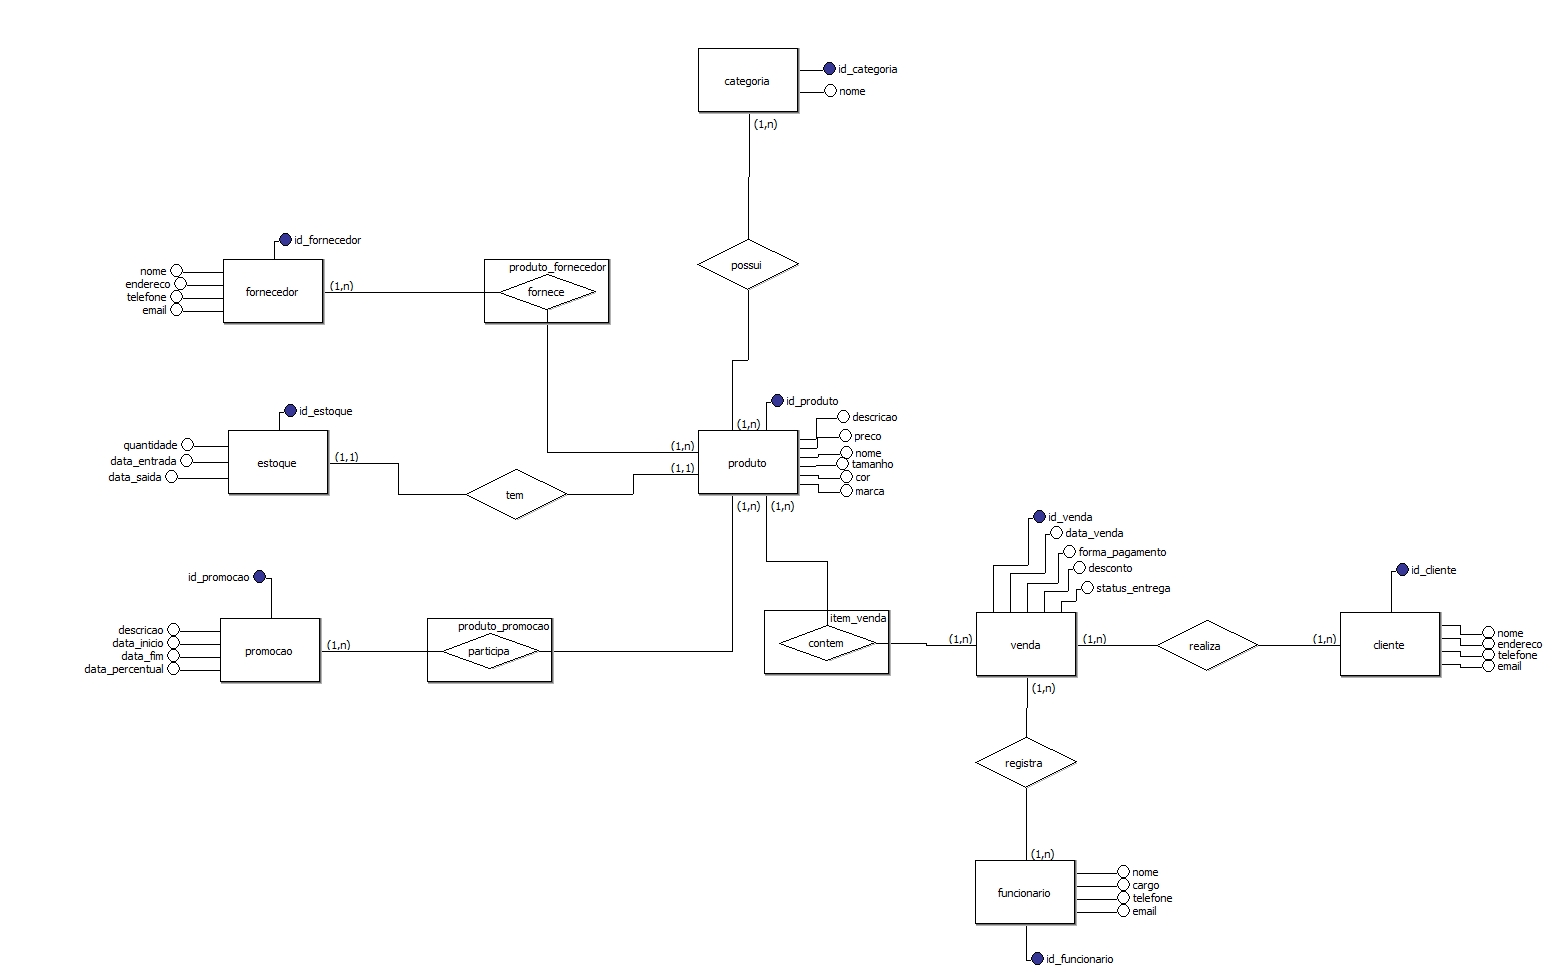 id_categoria
categoria
nome
(1,n)
id_fornecedor
produto_fornecedor
possui
nome
endereco
telefone
email
fornecedor
(1,n)
fornece
id_estoque
id_produto
descricao
(1,n)
preco
quantidade
data_entrada
data_saida
estoque
(1,1)
(1,n)
(1,1)
produto
nome
tamanho
cor
marca
tem
(1,n)
(1,n)
id_venda
data_venda
forma_pagamento
desconto
status_entrega
id_promocao
id_cliente
descricao
data_inicio
data_fim
data_percentual
promocao
(1,n)
produto_promocao
participa
item_venda
contem
(1,n)
venda
(1,n)
realiza
(1,n)
cliente
nome
endereco
telefone
email
(1,n)
registra
(1,n)
funcionario
nome
cargo
telefone
email
id_funcionario